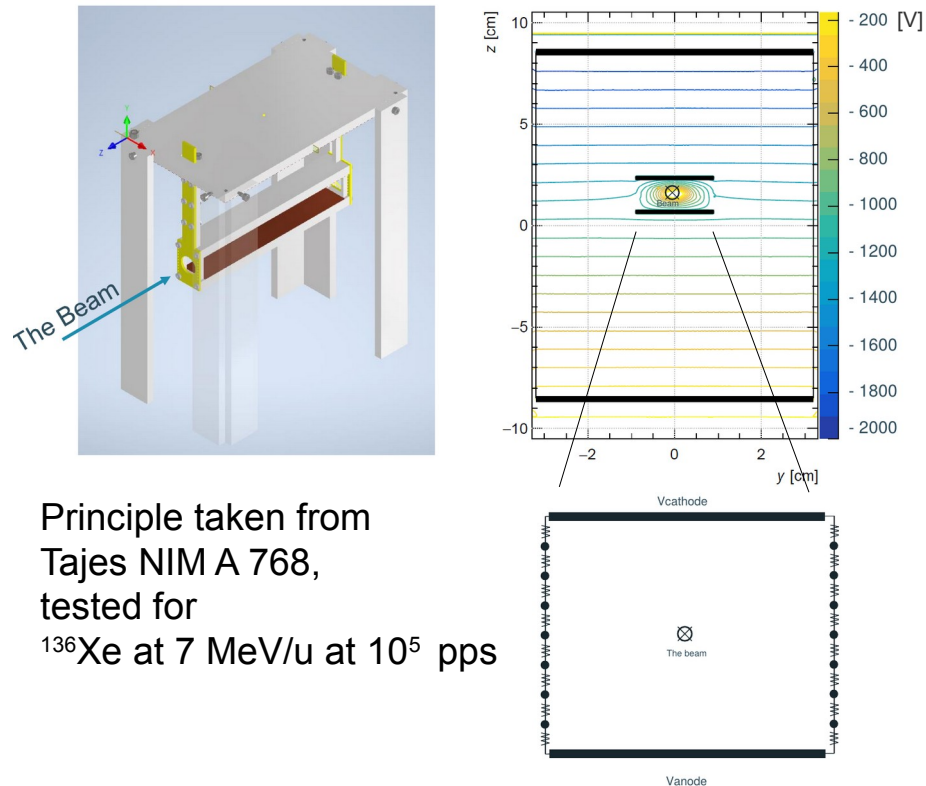 The Beam
Y
X
Z
z [cm]
10
5
0
−5
−10
−2
0
2
y [cm]
Beam
- 200 [V]
- 400
- 600
- 800
- 1000
- 1200
- 1400
- 1600
- 1800
- 2000
Principle taken from
Tajes NIM A 768,
tested for
¹³⁶Xe at 7 MeV/u at 10⁵ pps
Vcathode
The beam
Vanode